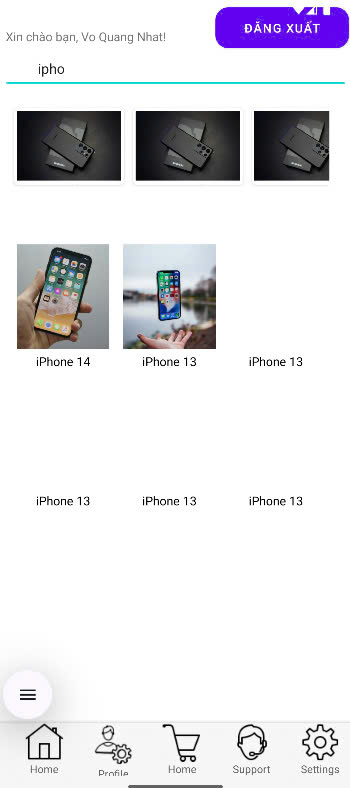 ĐĂNG XUẤT
Xin chào bạn, Vo Quang Nhat!
ipho
iPhone 14
iPhone 13
iPhone 13
iPhone 13
iPhone 13
iPhone 13
Home
Profile
Home
Support
Settings